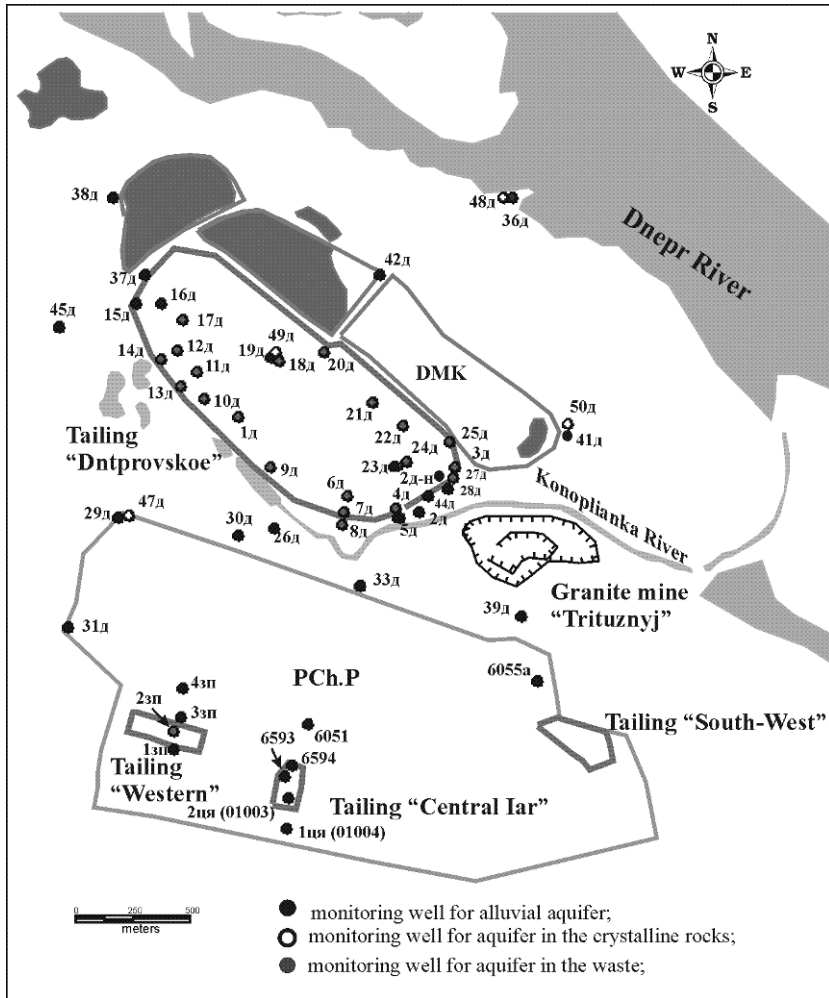 N
W E
S
38д
48д
36д
Dnepr River
37д
42д
45д
15д
16д
17д
49д
14д
12д
19д
18д
20д
11д
DMK
13д
10д
21д
50д
1д
22д
25д
41д
Tailing
“Dntprovskoe”
24д
3д
9д
23д
2д-н
27д
6д
28д
4д
44д
Konoplianka River
29д
47д
7д
30д
26д
8д
5д
2д
33д
Granite mine
“Trituznyj”
39д
31д
6055a
4зп
PCh.P
2зп
3зп
6051
Tailing “South-West”
6593
1зп
6594
Tailing
“Western”
Tailing “Central Iar”
2ця (01003)
1ця (01004)
0 250 500
meters
monitoring well for alluvial aquifer;
monitoring well for aquifer in the crystalline rocks;
monitoring well for aquifer in the waste;